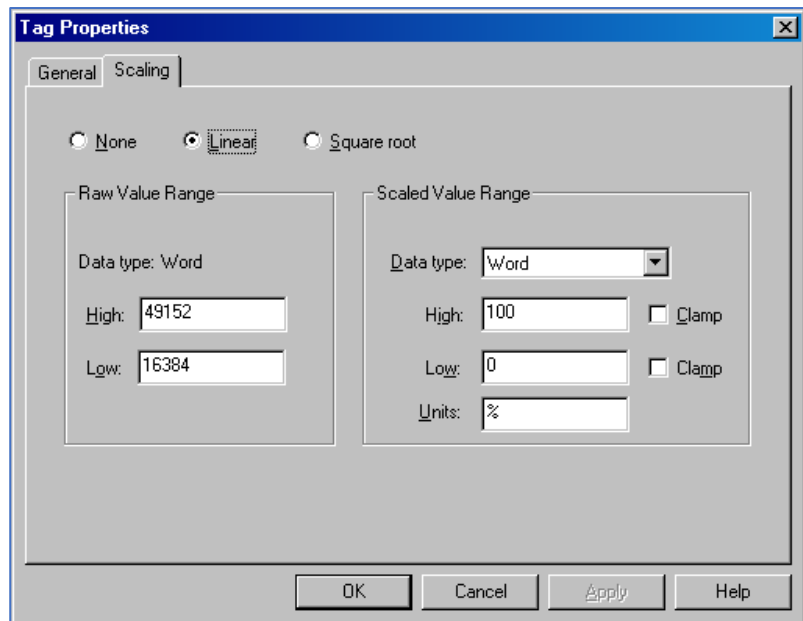 Tag Properties
General Scaling
None Linear Square root
Raw Value Range
Data type: Word
High: 49152
Low: 16384
Scaled Value Range
Data type: Word
High: 100 Clamp
Low: 0 Clamp
Units: %
OK Cancel Apply Help